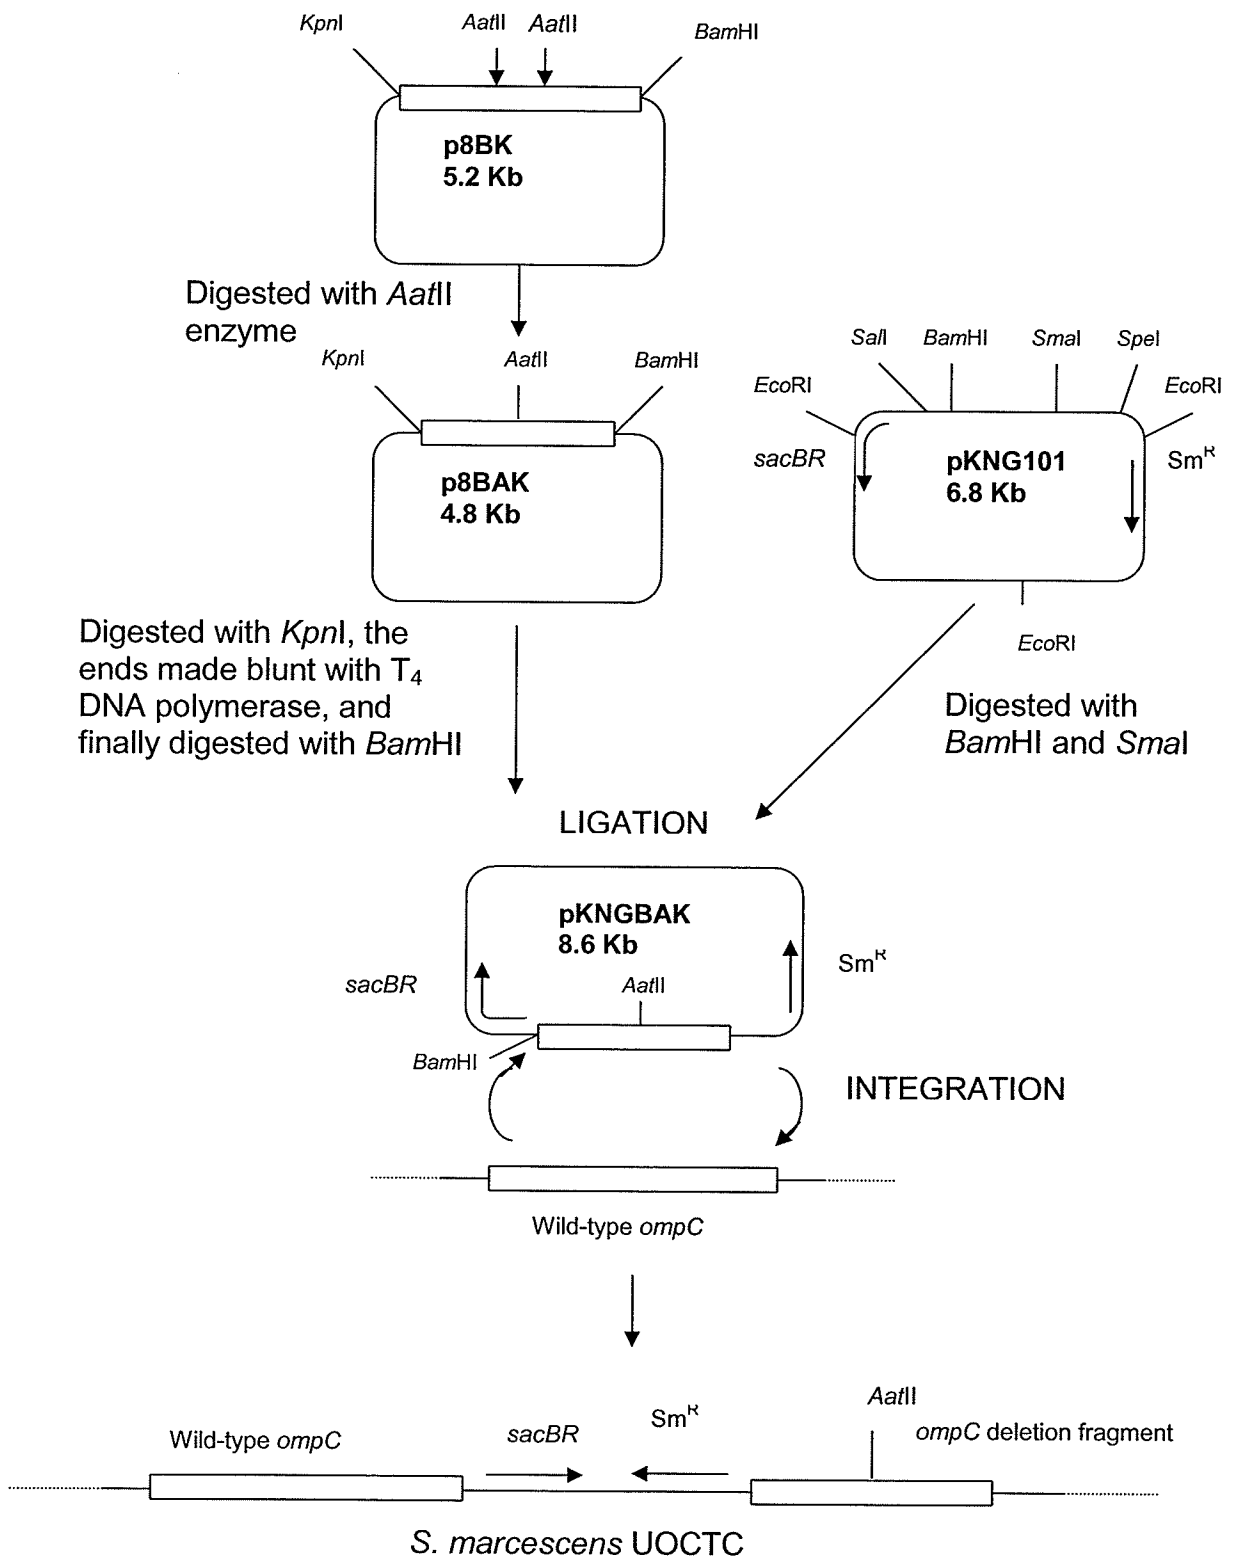 KpnI
AatII
AatII
BamHI
p8BK
5.2 Kb
Digested with AatII
enzyme
KpnI
AatII
BamHI
p8BAK
4.8 Kb
SalI
BamHI
SmaI
SpeI
EcoRI
EcoRI
sacBR
pKNG101
6.8 Kb
Sm^R
EcoRI
Digested with KpnI, the
ends made blunt with T₄
DNA polymerase, and
finally digested with BamHI
Digested with
BamHI and SmaI
LIGATION
pKNGBAK
8.6 Kb
sacBR
AatII
Sm^R
BamHI
INTEGRATION
Wild-type ompC
AatII
Wild-type ompC
sacBR
Sm^R
ompC deletion fragment
S. marcescens UOCTC